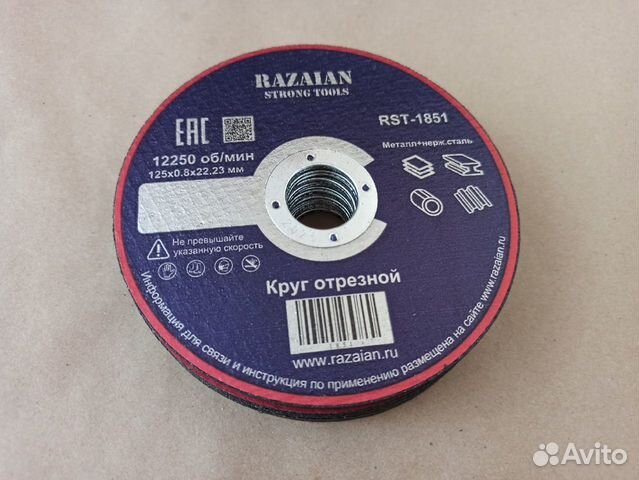 RAZAIAN
STRONG TOOLS
RST-1851
EAC
Металл+нерж.сталь
12250 об/мин
125x0.8x22.23 мм
Не превышайте
указанную скорость
Круг отрезной
www.razaian.ru
Информация для связи и инструкция по применению размещена на сайте www.razaian.ru
Avito